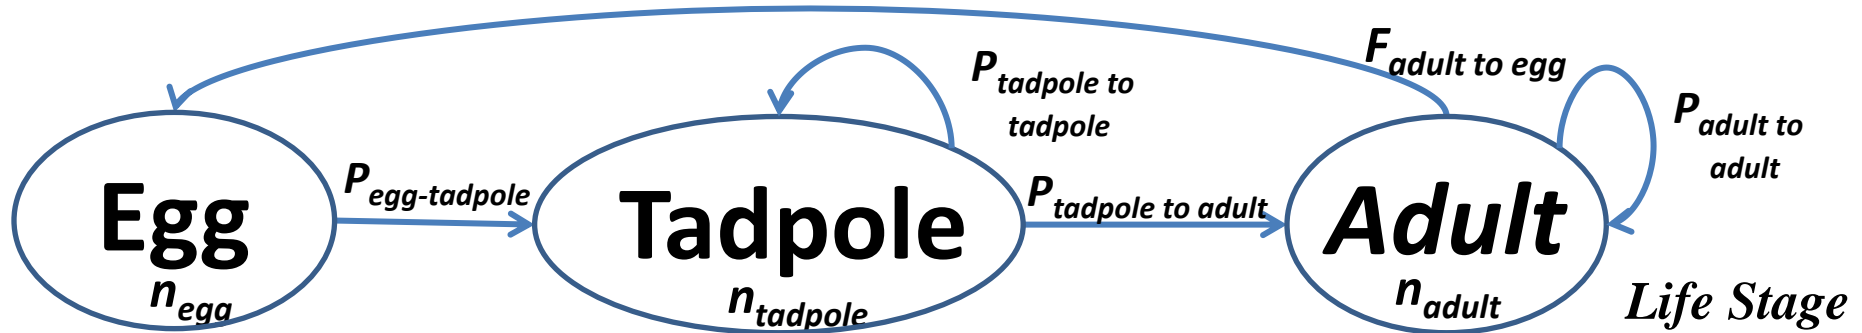 Egg
n egg
P egg-tadpole
Tadpole
n tadpole
P tadpole to
tadpole
P tadpole to adult
Adult
n adult
F adult to egg
P adult to
adult
Life Stage